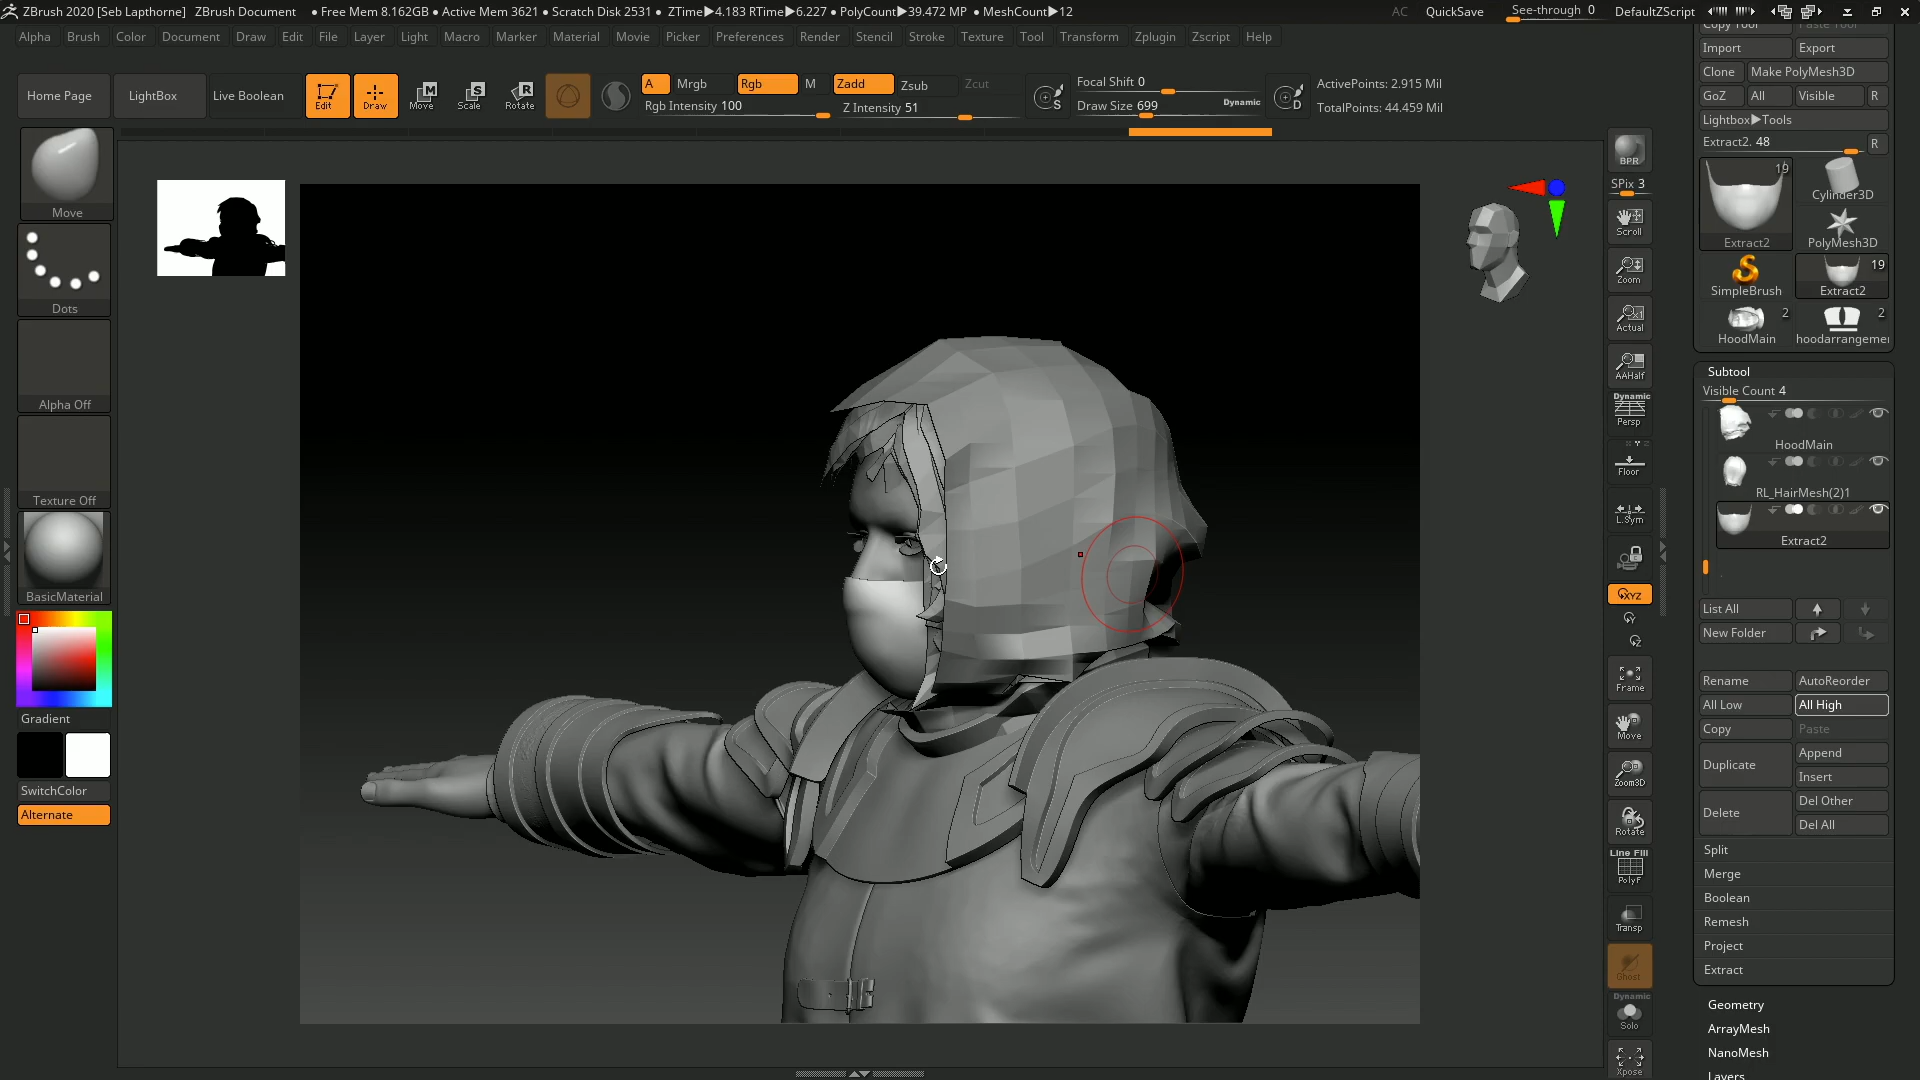 ZBrush 2020 [Seb Lapthorne] ZBrush Document • Free Mem 8.162GB • Active Mem 3621 • Scratch Disk 2531 • ZTime▶4.183 RTime▶6.227 • PolyCount▶39.472 MP • MeshCount▶12 AC QuickSave See-through 0 DefaultZScript
Alpha Brush Color Document Draw Edit File Layer Light Macro Marker Material Movie Picker Preferences Render Stencil Stroke Texture Tool Transform Zplugin Zscript Help
Home Page LightBox Live Boolean Edit Draw Move Scale Rotate
A Mrgb Rgb M Zadd Zsub Zcut
Rgb Intensity 100 Z Intensity 51
S
Focal Shift 0
Draw Size 699 Dynamic
D
ActivePoints: 2.915 Mil
TotalPoints: 44.459 Mil
Move
Dots
Alpha Off
Texture Off
BasicMaterial
Gradient
SwitchColor
Alternate
BPR
SPix 3
Scroll
Zoom
Actual
AAHalf
Dynamic
Persp
Floor
L.Sym
XYZ
Y
Z
Frame
Move
Zoom3D
Rotate
Line Fill
PolyF
Transp
Ghost
Dynamic
Solo
Xpose
Copy Tool Paste Tool
Import Export
Clone Make PolyMesh3D
GoZ All Visible R
Lightbox▶Tools
Extract2. 48 R
19
Extract2
Cylinder3D
PolyMesh3D
SimpleBrush
19
Extract2
2
HoodMain
2
hoodarrangemen
Subtool
Visible Count 4
HoodMain
RL_HairMesh(2)1
Extract2
List All
New Folder
Rename AutoReorder
All Low All High
Copy Paste
Duplicate Append
Insert
Delete Del Other
Del All
Split
Merge
Boolean
Remesh
Project
Extract
Geometry
ArrayMesh
NanoMesh
Layers